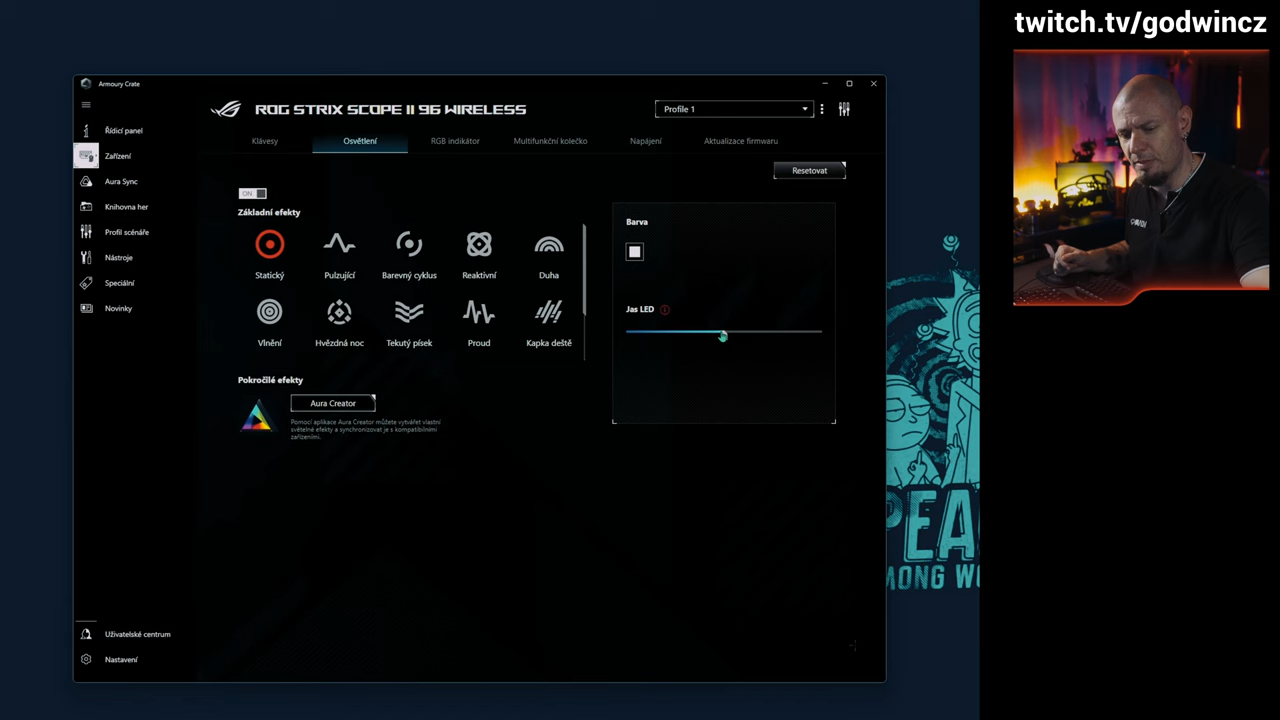 twitch.tv/godwincz
Armoury Crate
ROG STRIX SCOPE II 96 WIRELESS
Profile 1
Řídicí panel
Zařízení
Aura Sync
Knihovna her
Profil scénáře
Nástroje
Speciální
Novinky
Klávesy
Osvětlení
RGB indikátor
Multifunkční kolečko
Napájení
Aktualizace firmwaru
Resetovat
ON
Základní efekty
Statický
Pulzující
Barevný cyklus
Reaktivní
Duha
Vlnění
Hvězdná noc
Tekutý písek
Proud
Kapka deště
Barva
Jas LED
Pokročilé efekty
Aura Creator
Pomocí aplikace Aura Creator můžete vytvářet vlastní
světelné efekty a synchronizovat je s kompatibilními
zařízeními.
Uživatelské centrum
Nastavení